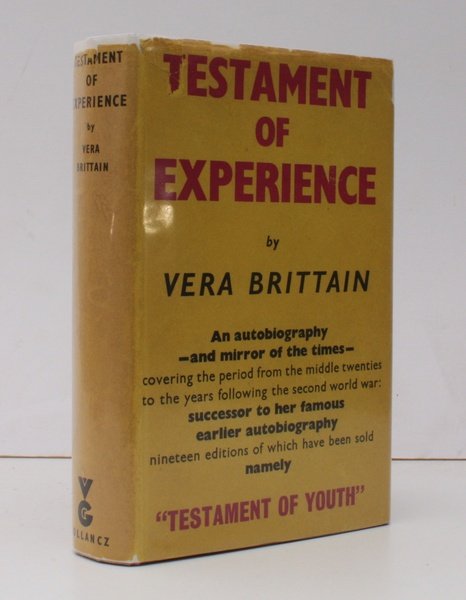 TESTAMENT
OF
EXPERIENCE
by
VERA
BRITTAIN
VG
TESTAMENT
OF
EXPERIENCE
by
VERA BRITTAIN
An autobiography
—and mirror of the times—
covering the period from the middle twenties
to the years following the second world war:
successor to her famous
earlier autobiography
nineteen editions of which have been sold
namely
"TESTAMENT OF YOUTH"